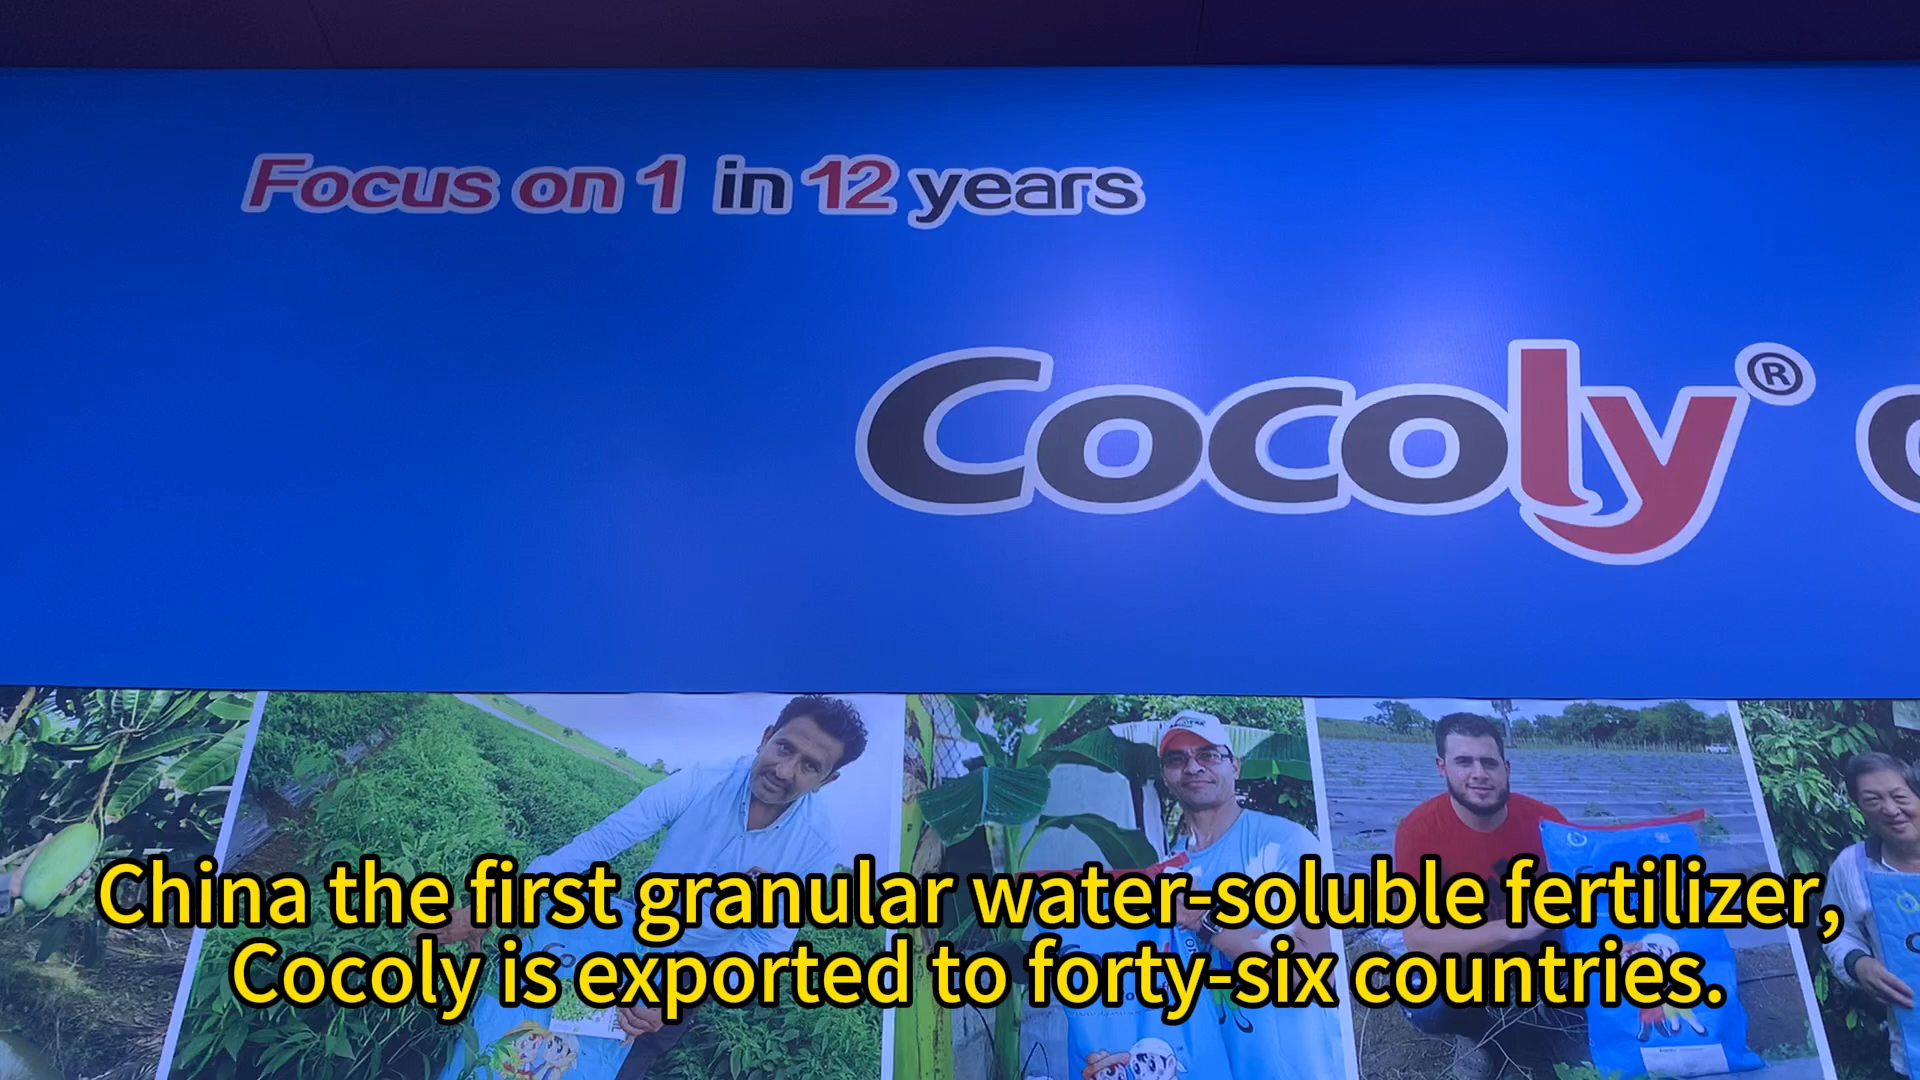 Focus on 1 in 12 years
Cocoly®
China the first granular water-soluble fertilizer,
Cocoly is exported to forty-six countries.